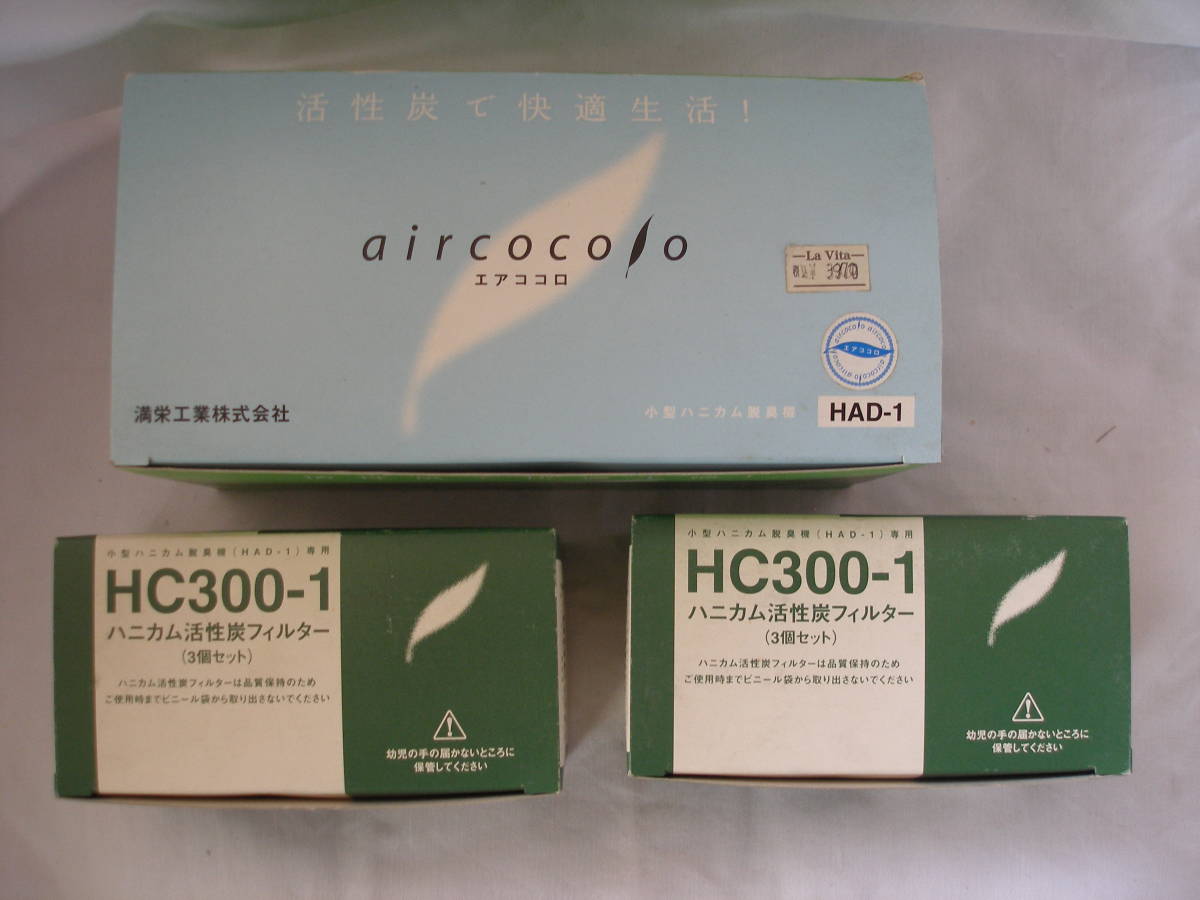 活性炭で快適生活！
aircocolo
エアココロ
La Vita
aircocolo aircocolo aircocolo
エアココロ
満栄工業株式会社
小型ハニカム脱臭機
HAD-1
小型ハニカム脱臭機(HAD-1)専用
HC300-1
ハニカム活性炭フィルター
(3個セット)
ハニカム活性炭フィルターは品質保持のため
ご使用時までビニール袋から取り出さないでください
幼児の手の届かないところに
保管してください
小型ハニカム脱臭機(HAD-1)専用
HC300-1
ハニカム活性炭フィルター
(3個セット)
ハニカム活性炭フィルターは品質保持のため
ご使用時までビニール袋から取り出さないでください
幼児の手の届かないところに
保管してください